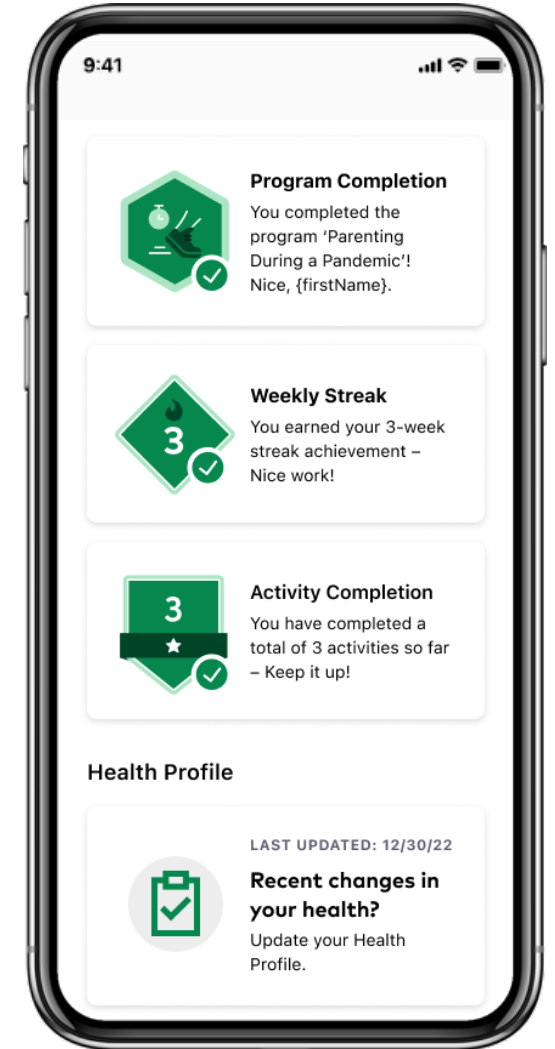 9:41
Program Completion
You completed the
program ‘Parenting
During a Pandemic’!
Nice, {firstName}.
3
Weekly Streak
You earned your 3-week
streak achievement –
Nice work!
3
Activity Completion
You have completed a
total of 3 activities so far
– Keep it up!
Health Profile
LAST UPDATED: 12/30/22
Recent changes in
your health?
Update your Health
Profile.